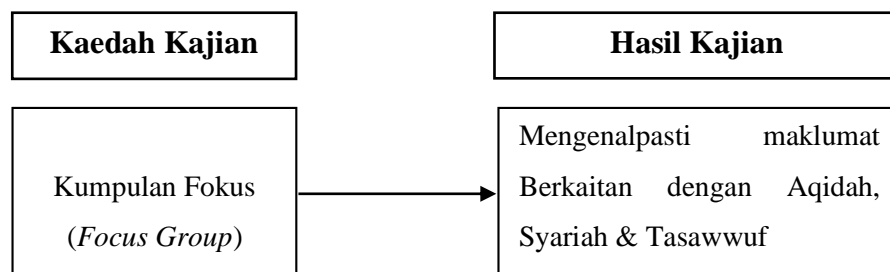 Kaedah Kajian
Hasil Kajian
Kumpulan Fokus
(Focus Group)
Mengenalpasti maklumat
Berkaitan dengan Aqidah,
Syariah & Tasawwuf